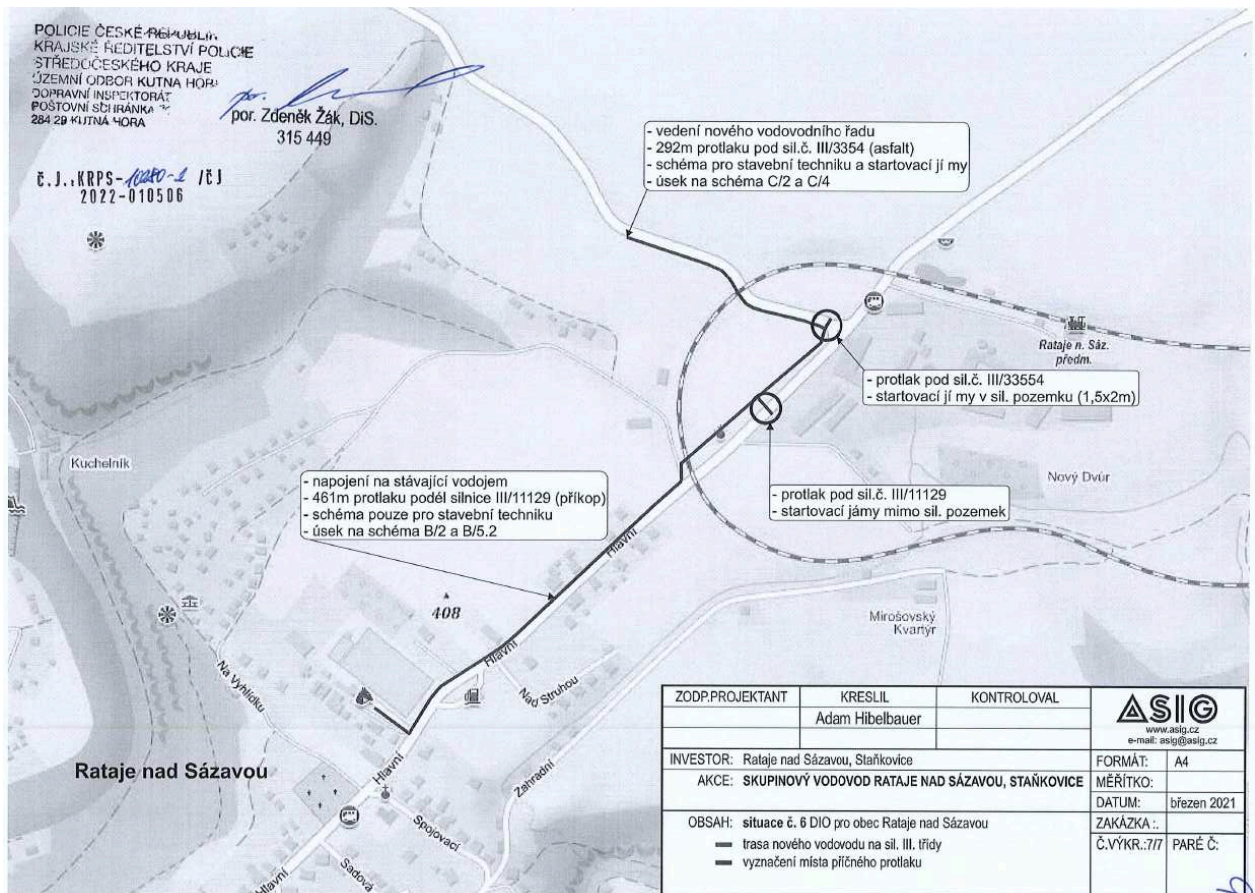 POLICIE ČESKÉ REPUBLIK
KRAJSKÉ ŘEDITELSTVÍ POLICIE
STŘEDOČESKÉHO KRAJE
ÚZEMNÍ ODBOR KUTNA HORA
DOPRAVNÍ INSPEKTORÁT
POŠTOVNÍ SCHRÁNKA
284 29 KUTNÁ HORA
por. Zdeněk Žák, DiS.
315 449
Č.J.:KRPS- /ČJ
2022-010506
- vedení nového vodovodního řadu
- 292m protlaku pod sil.č. III/3354 (asfalt)
- schéma pro stavební techniku a startovací jí my
- úsek na schéma C/2 a C/4
Rataje n. Sáz.
předm.
- protlak pod sil.č. III/33554
- startovací jí my v sil. pozemku (1,5x2m)
Kuchelník
Nový Dvůr
- napojení na stávající vodojem
- 461m protlaku podél silnice III/11129 (příkop)
- schéma pouze pro stavební techniku
- úsek na schéma B/2 a B/5.2
- protlak pod sil.č. III/11129
- startovací jámy mimo sil. pozemek
Hlavní
408
Mirošovský
Kvartýr
Hlavní
Na Vyhlídku
Nad Struhou
Rataje nad Sázavou
Hlavní
Zahradní
Spojovací
Sadová
Hlavní
ZODP.PROJEKTANT KRESLIL KONTROLOVAL
Adam Hibelbauer
ASIG
www.asig.cz
e-mail: asig@asig.cz
INVESTOR: Rataje nad Sázavou, Staňkovice
FORMÁT: A4
AKCE: SKUPINOVÝ VODOVOD RATAJE NAD SÁZAVOU, STAŇKOVICE
MĚŘÍTKO:
DATUM: březen 2021
OBSAH: situace č. 6 DIO pro obec Rataje nad Sázavou
ZAKÁZKA :.
trasa nového vodovodu na sil. III. třídy
Č.VÝKR.:7/7 PARÉ Č:
vyznačení místa příčného protlaku